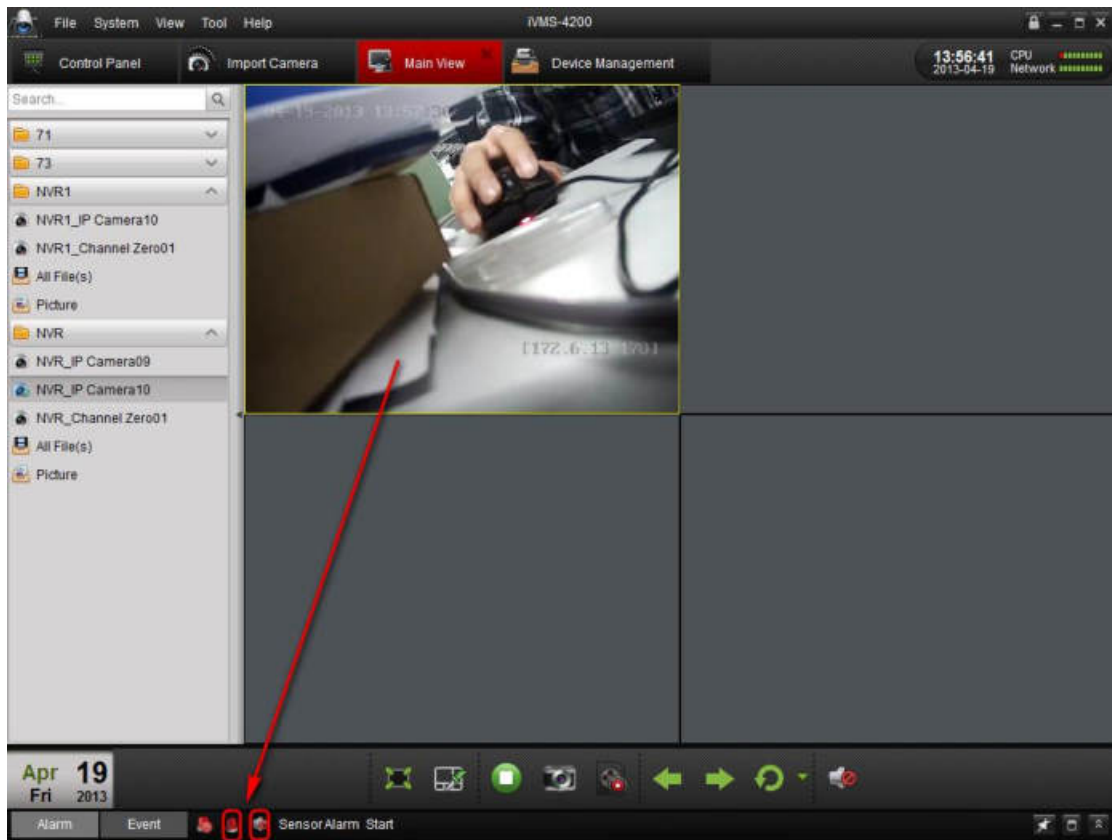 File System View Tool Help iVMS-4200
Control Panel Import Camera Main View Device Management 13:56:41 CPU
2013-04-19 Network
Search...
71
73
NVR1
NVR1_IP Camera10
NVR1_Channel Zero01
All File(s)
Picture
NVR
NVR_IP Camera09
NVR_IP Camera10
NVR_Channel Zero01
All File(s)
Picture
Apr 19
Fri 2013
Alarm Event Sensor Alarm Start